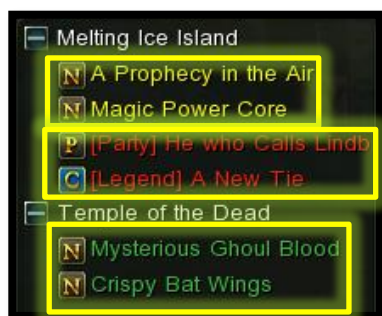 Melting Ice Island
N A Prophecy in the Air
N Magic Power Core
P [Party] He who Calls Lindb
C [Legend] A New Tie
Temple of the Dead
N Mysterious Ghoul Blood
N Crispy Bat Wings